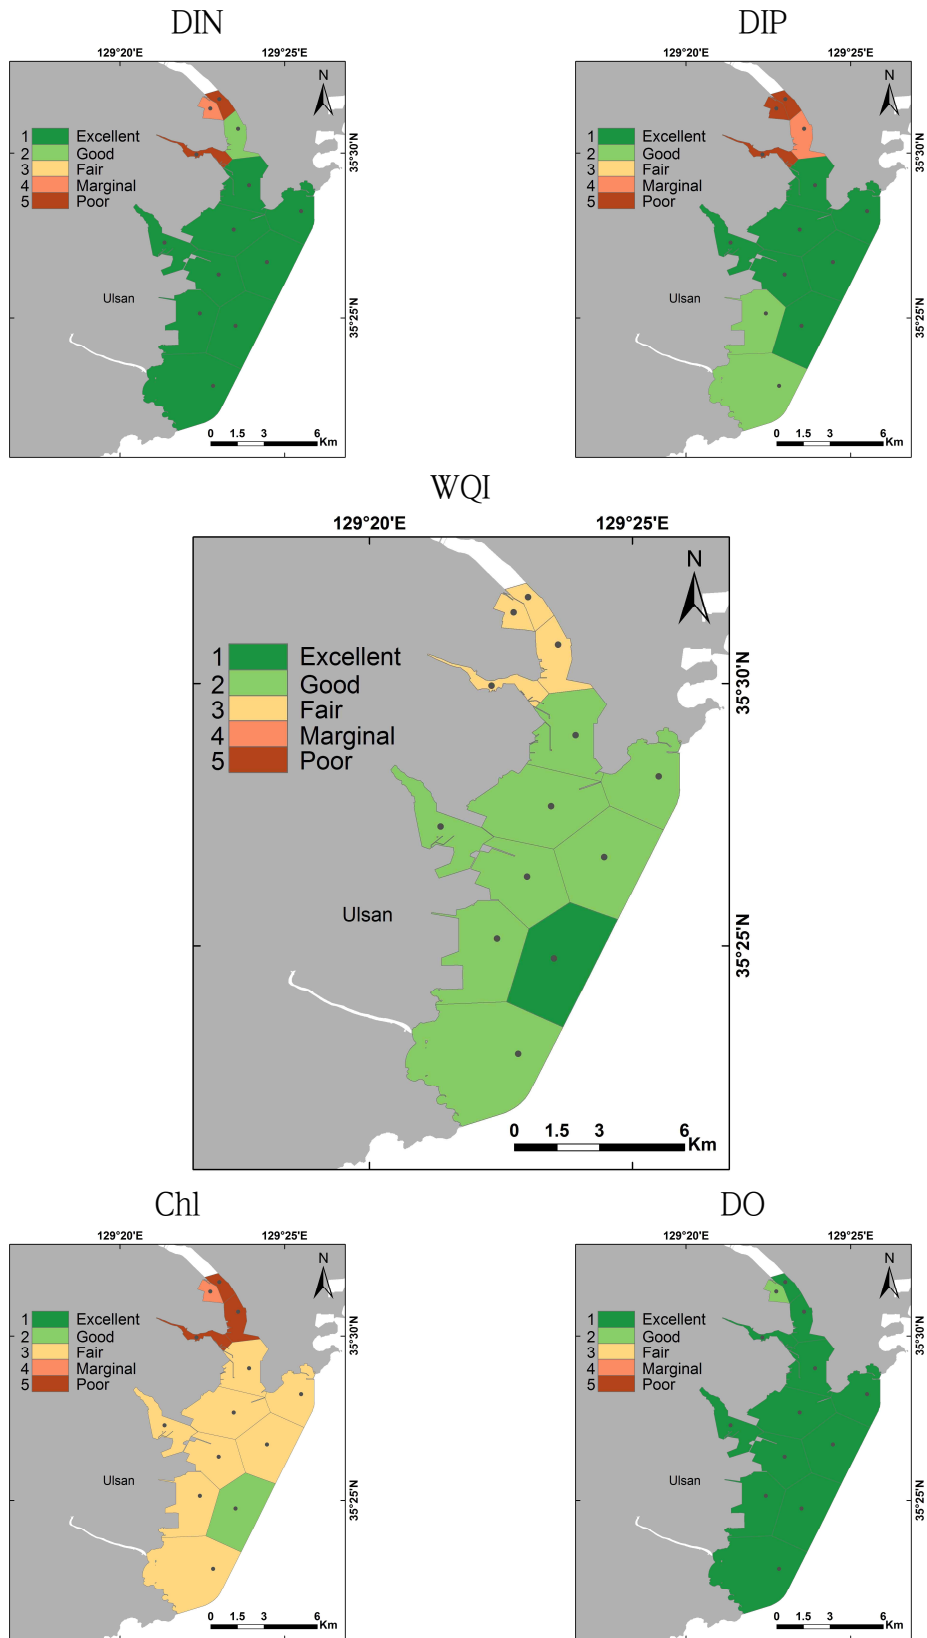 DIN
129°20'E 129°25'E
N
1 Excellent
2 Good
3 Fair
4 Marginal
5 Poor
35°30'N
Ulsan
35°25'N
0 1.5 3 6 Km
DIP
129°20'E 129°25'E
N
1 Excellent
2 Good
3 Fair
4 Marginal
5 Poor
35°30'N
Ulsan
35°25'N
0 1.5 3 6 Km
WQI
129°20'E 129°25'E
N
1 Excellent
2 Good
3 Fair
4 Marginal
5 Poor
35°30'N
Ulsan
35°25'N
0 1.5 3 6 Km
Chl
129°20'E 129°25'E
N
1 Excellent
2 Good
3 Fair
4 Marginal
5 Poor
35°30'N
Ulsan
35°25'N
0 1.5 3 6 Km
DO
129°20'E 129°25'E
N
1 Excellent
2 Good
3 Fair
4 Marginal
5 Poor
35°30'N
Ulsan
35°25'N
0 1.5 3 6 Km